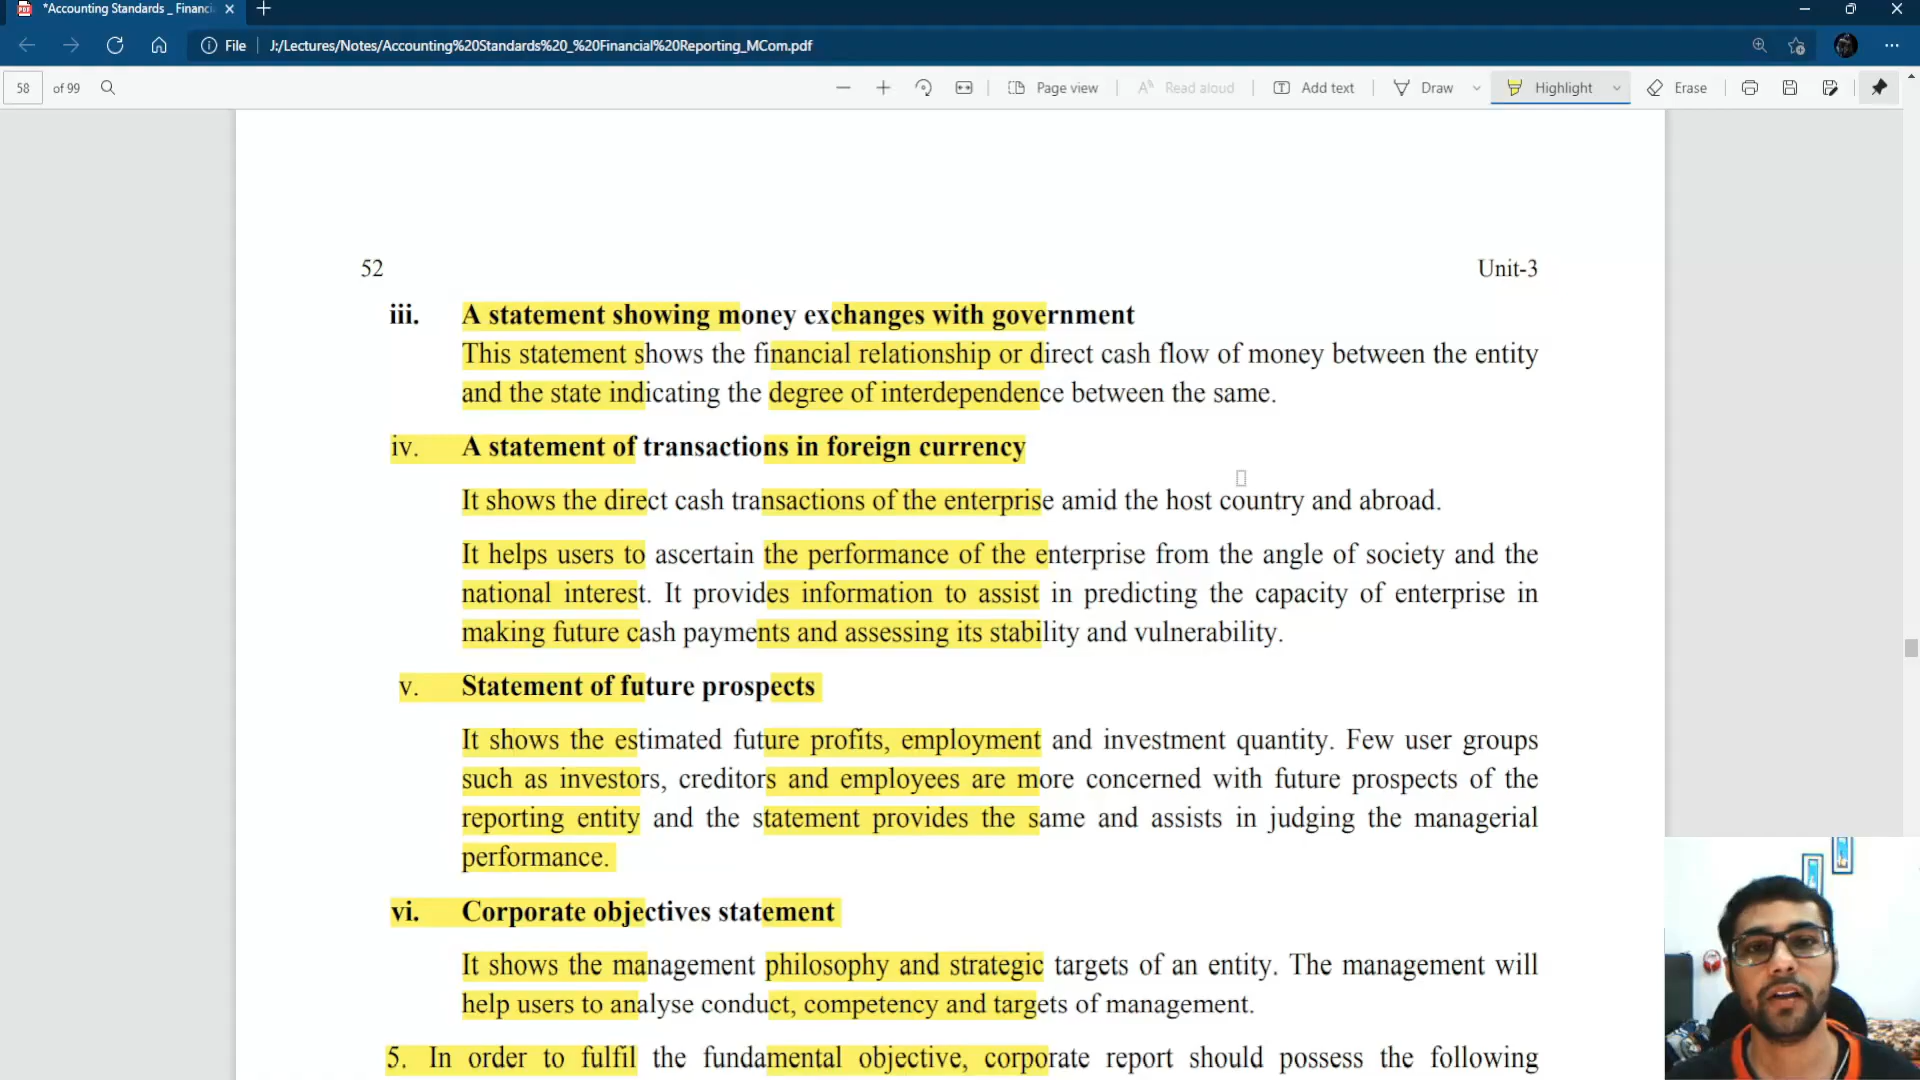 *Accounting Standards _ Financi
File
J:/Lectures/Notes/Accounting%20Standards%20_%20Financial%20Reporting_MCom.pdf
58 of 99
Page view
Read aloud
Add text
Draw
Highlight
Erase
52 Unit-3
iii. A statement showing money exchanges with government
This statement shows the financial relationship or direct cash flow of money between the entity
and the state indicating the degree of interdependence between the same.
iv. A statement of transactions in foreign currency
It shows the direct cash transactions of the enterprise amid the host country and abroad.
It helps users to ascertain the performance of the enterprise from the angle of society and the
national interest. It provides information to assist in predicting the capacity of enterprise in
making future cash payments and assessing its stability and vulnerability.
v. Statement of future prospects
It shows the estimated future profits, employment and investment quantity. Few user groups
such as investors, creditors and employees are more concerned with future prospects of the
reporting entity and the statement provides the same and assists in judging the managerial
performance.
vi. Corporate objectives statement
It shows the management philosophy and strategic targets of an entity. The management will
help users to analyse conduct, competency and targets of management.
5. In order to fulfil the fundamental objective, corporate report should possess the following